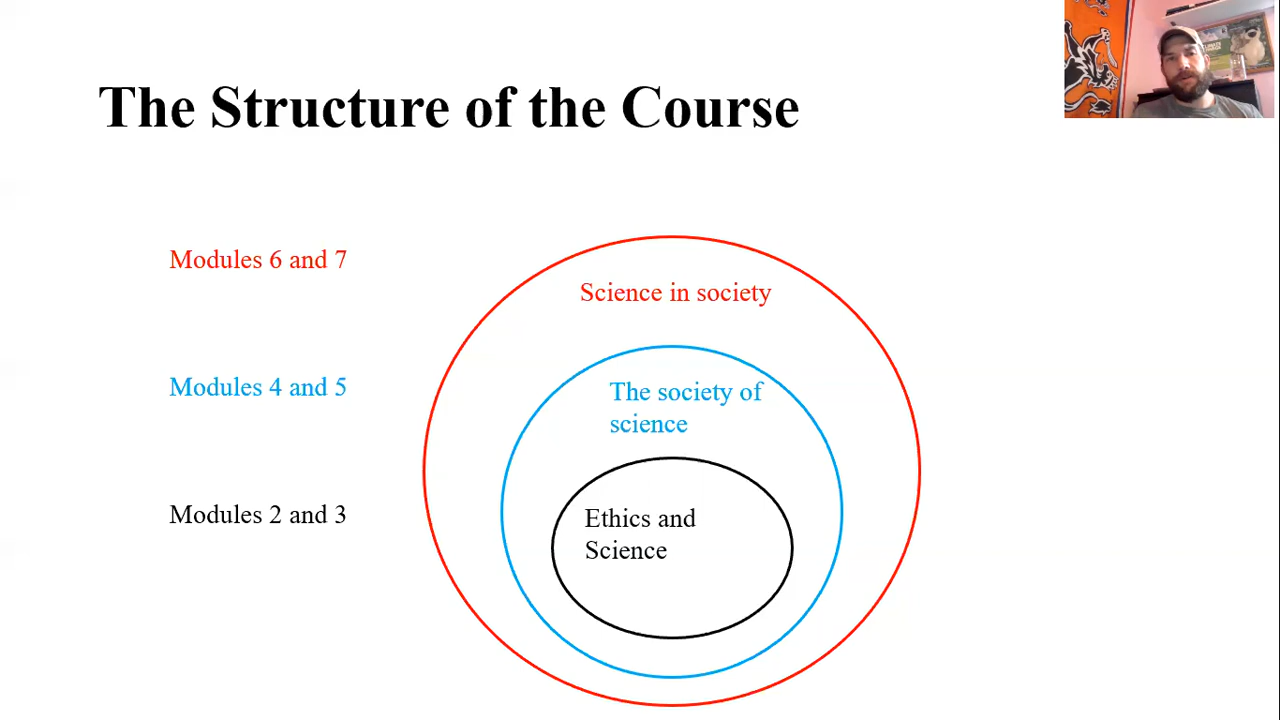 The Structure of the Course
Modules 6 and 7
Science in society
Modules 4 and 5
The society of
science
Modules 2 and 3
Ethics and
Science